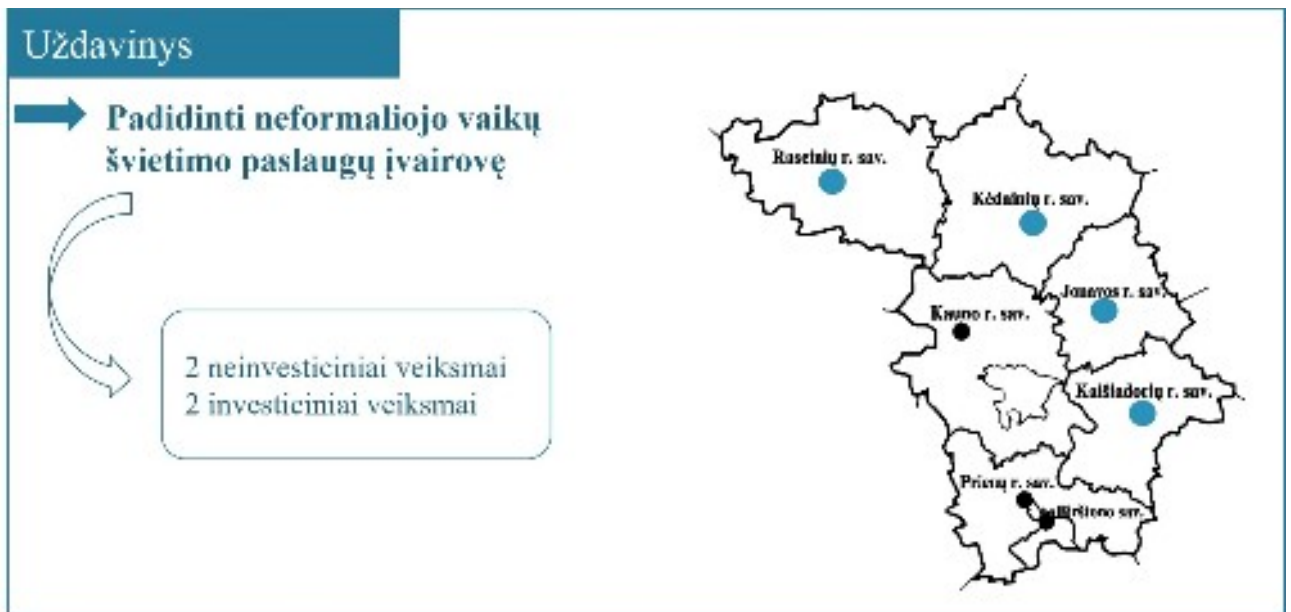 Uždavinys
Padidinti neformaliojo vaikų
švietimo paslaugų įvairovę
2 neinvesticiniai veiksmai
2 investiciniai veiksmai
Raseinių r. sav.
Kėdainių r. sav.
Jonavos r. sav.
Kauno r. sav.
Kaišiadorių r. sav.
Prienų r. sav.
Birštono sav.